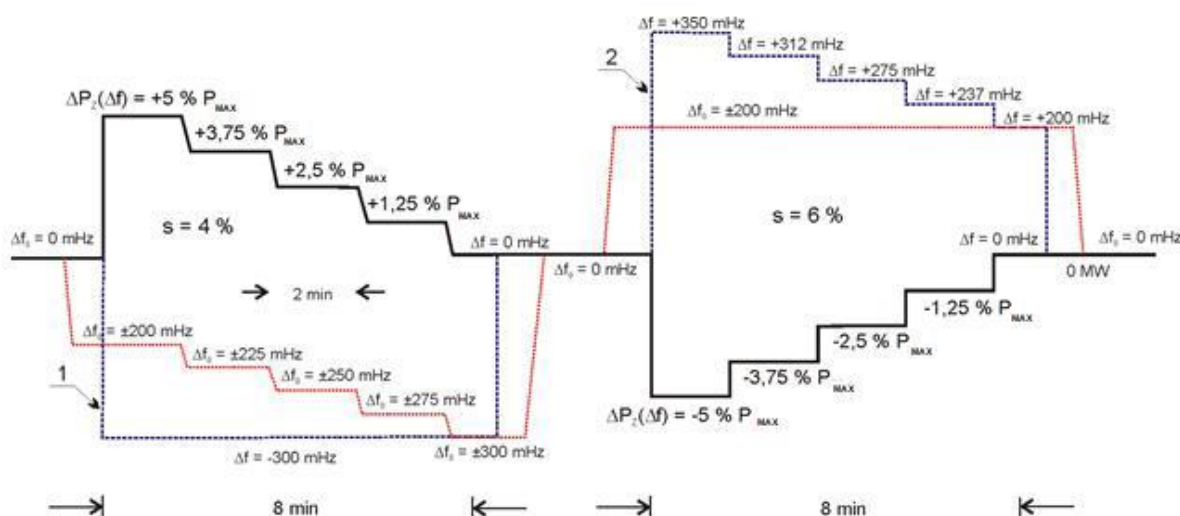 Δf = +350 mHz
Δf = +312 mHz
2
Δf = +275 mHz
ΔP_Z(Δf) = +5 % P_MAX
Δf = +237 mHz
Δf₀ = ±200 mHz
Δf = +200 mHz
+3,75 % P_MAX
+2,5 % P_MAX
+1,25 % P_MAX
s = 4 %
s = 6 %
Δf₀ = 0 mHz
Δf = 0 mHz
Δf = 0 mHz
Δf₀ = 0 mHz
Δf₀ = 0 mHz
0 MW
2 min
-1,25 % P_MAX
Δf₀ = ±200 mHz
-2,5 % P_MAX
Δf₀ = ±225 mHz
1
Δf₀ = ±250 mHz
-3,75 % P_MAX
Δf₀ = ±275 mHz
ΔP_Z(Δf) = -5 % P_MAX
Δf₀ = ±300 mHz
Δf = -300 mHz
8 min
8 min